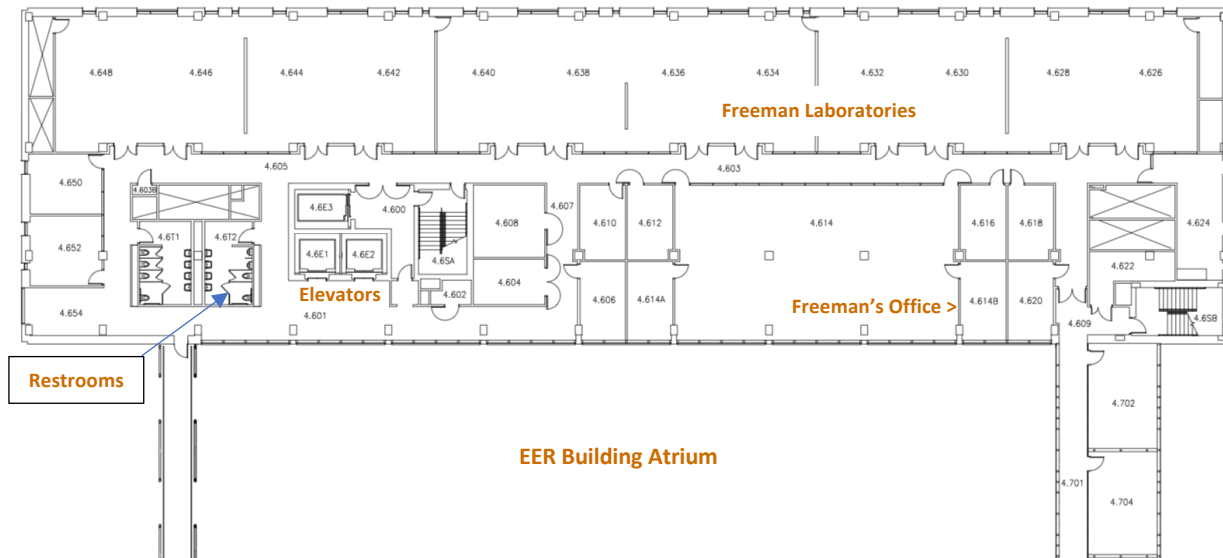 4.648 4.646 4.644 4.642 4.640 4.638 4.636 4.634 4.632 4.630 4.628 4.626
Freeman Laboratories
4.605 4.603
4.650 4.603B
4.6E3 4.600 4.608 4.607 4.610 4.612 4.614 4.616 4.618 4.624
4.652 4.6T1 4.6T2 4.6E1 4.6E2 4.6SA
4.622
4.604
Elevators 4.602 4.606 4.614A Freeman's Office > 4.614B 4.620
4.654 4.601 4.609 4.6SB
Restrooms
4.702
EER Building Atrium
4.701 4.704